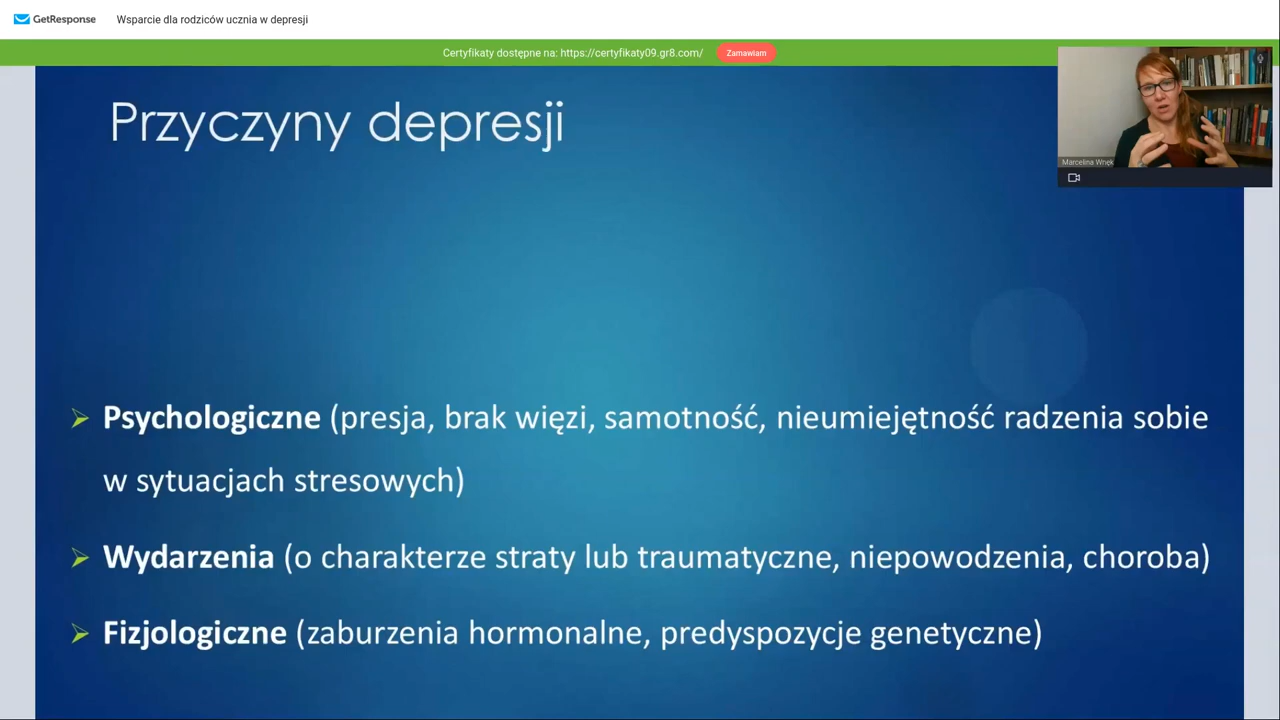 GetResponse
Wsparcie dla rodziców ucznia w depresji
Certyfikaty dostępne na: https://certyfikaty09.gr8.com/
Zamawiam
Przyczyny depresji
Marcelina Wnęk
Psychologiczne (presja, brak więzi, samotność, nieumiejętność radzenia sobie
w sytuacjach stresowych)
Wydarzenia (o charakterze straty lub traumatyczne, niepowodzenia, choroba)
Fizjologiczne (zaburzenia hormonalne, predyspozycje genetyczne)